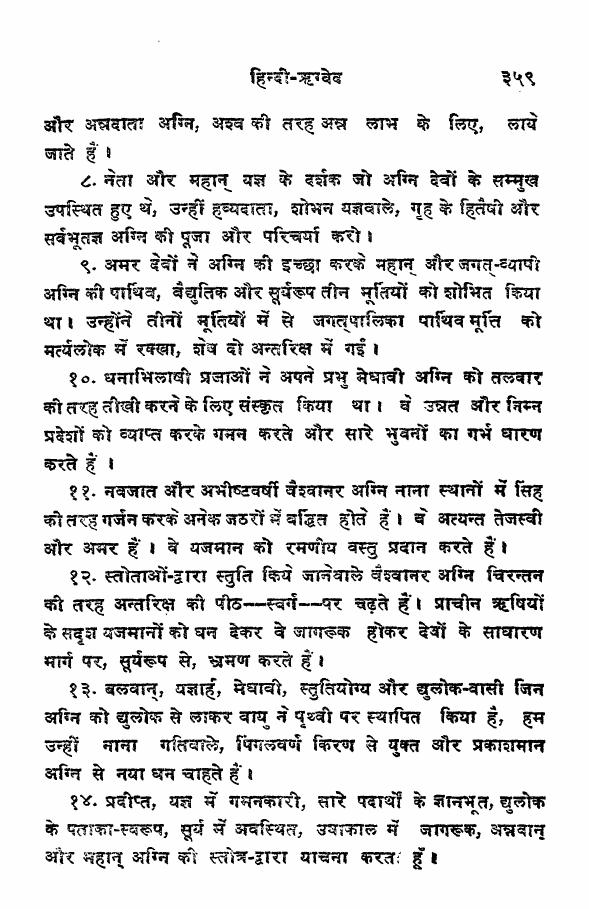 हिन्दी-ऋग्वेद ३५९
और अन्नदाता अग्नि, अश्व की तरह अन्न लाभ के लिए, लाये
जाते हैं ।
८. नेता और महान् यज्ञ के दर्शक जो अग्नि देवों के सम्मुख
उपस्थित हुए थे, उन्हीं हव्यदाता, शोभन यज्ञवाले, गृह के हितैषी और
सर्वभूतज्ञ अग्नि की पूजा और परिचर्या करो ।
९. अमर देवों ने अग्नि की इच्छा करके महान् और जगत्-व्यापी
अग्नि की पार्थिव, वैद्युतिक और सूर्यरूप तीन मूर्तियों को शोभित किया
था । उन्होंने तीनों मूर्तियों में से जगत्पालिका पार्थिव मूर्त्ति को
मर्त्यलोक में रक्खा, शेष दो अन्तरिक्ष में गईं ।
१०. धनाभिलाषी प्रजाओं ने अपने प्रभु मेधावी अग्नि को तलवार
की तरह तीखी करने के लिए संस्कृत किया था । वे उन्नत और निम्न
प्रदेशों को व्याप्त करके गमन करते और सारे भुवनों का गर्भ धारण
करते हैं ।
११. नवजात और अभीष्टवर्षी वैश्वानर अग्नि नाना स्थानों में सिंह
की तरह गर्जन करके अनेक जठरों में वर्द्धित होते हैं । वे अत्यन्त तेजस्वी
और अमर हैं । वे यजमान को रमणीय वस्तु प्रदान करते हैं ।
१२. स्तोताओं-द्वारा स्तुति किये जानेवाले वैश्वानर अग्नि चिरन्तन
की तरह अन्तरिक्ष की पीठ--स्वर्ग--पर चढ़ते हैं । प्राचीन ऋषियों
के सदृश यजमानों को धन देकर वे जागरूक होकर देवों के साधारण
मार्ग पर, सूर्यरूप से, भ्रमण करते हैं ।
१३. बलवान्, यज्ञार्ह, मेधावी, स्तुतियोग्य और द्युलोक-वासी जिन
अग्नि को द्युलोक से लाकर वायु ने पृथ्वी पर स्थापित किया है, हम
उन्हीं नाना गतिवाले, पिंगलवर्ण किरण से युक्त और प्रकाशमान
अग्नि से नया धन चाहते हैं ।
१४. प्रदीप्त, यज्ञ में गमनकारी, सारे पदार्थों के ज्ञानभूत, द्युलोक
के पताका-स्वरूप, सूर्य में अवस्थित, उषाकाल में जागरूक, अन्नवान्
और महान् अग्नि की स्तोत्र-द्वारा याचना करता हूँ ।